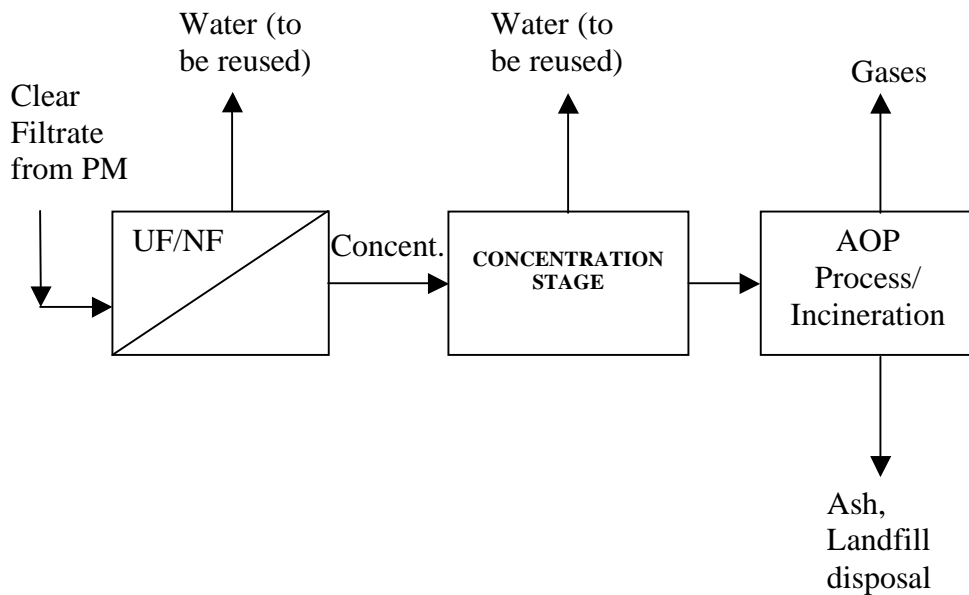 Water (to
be reused)
Water (to
be reused)
Gases
Clear
Filtrate
from PM
UF/NF
Concent.
CONCENTRATION
STAGE
AOP
Process/
Incineration
Ash,
Landfill
disposal